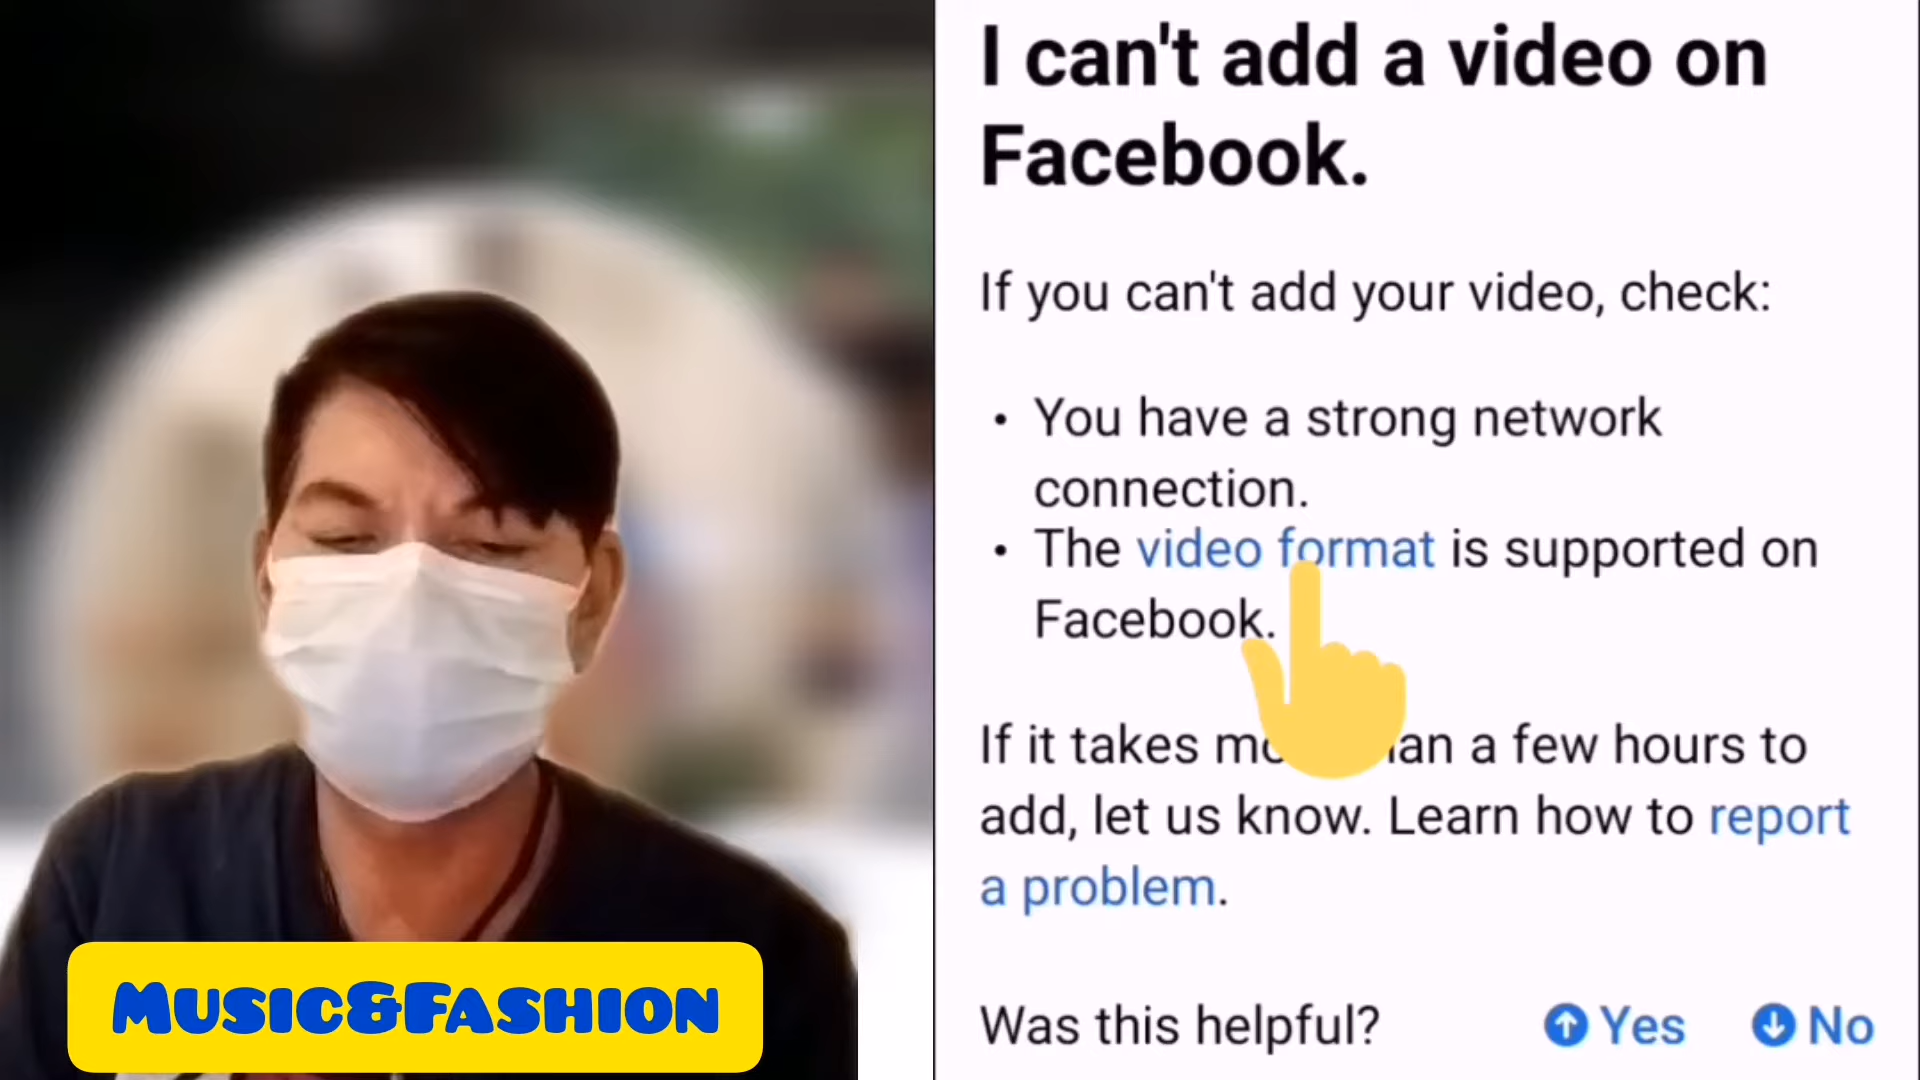 I can't add a video on
Facebook.
If you can't add your video, check:
• You have a strong network
connection.
• The video format is supported on
Facebook.
If it takes an a few hours to
add, let us know. Learn how to report
a problem.
Was this helpful? Yes No
Music&Fashion